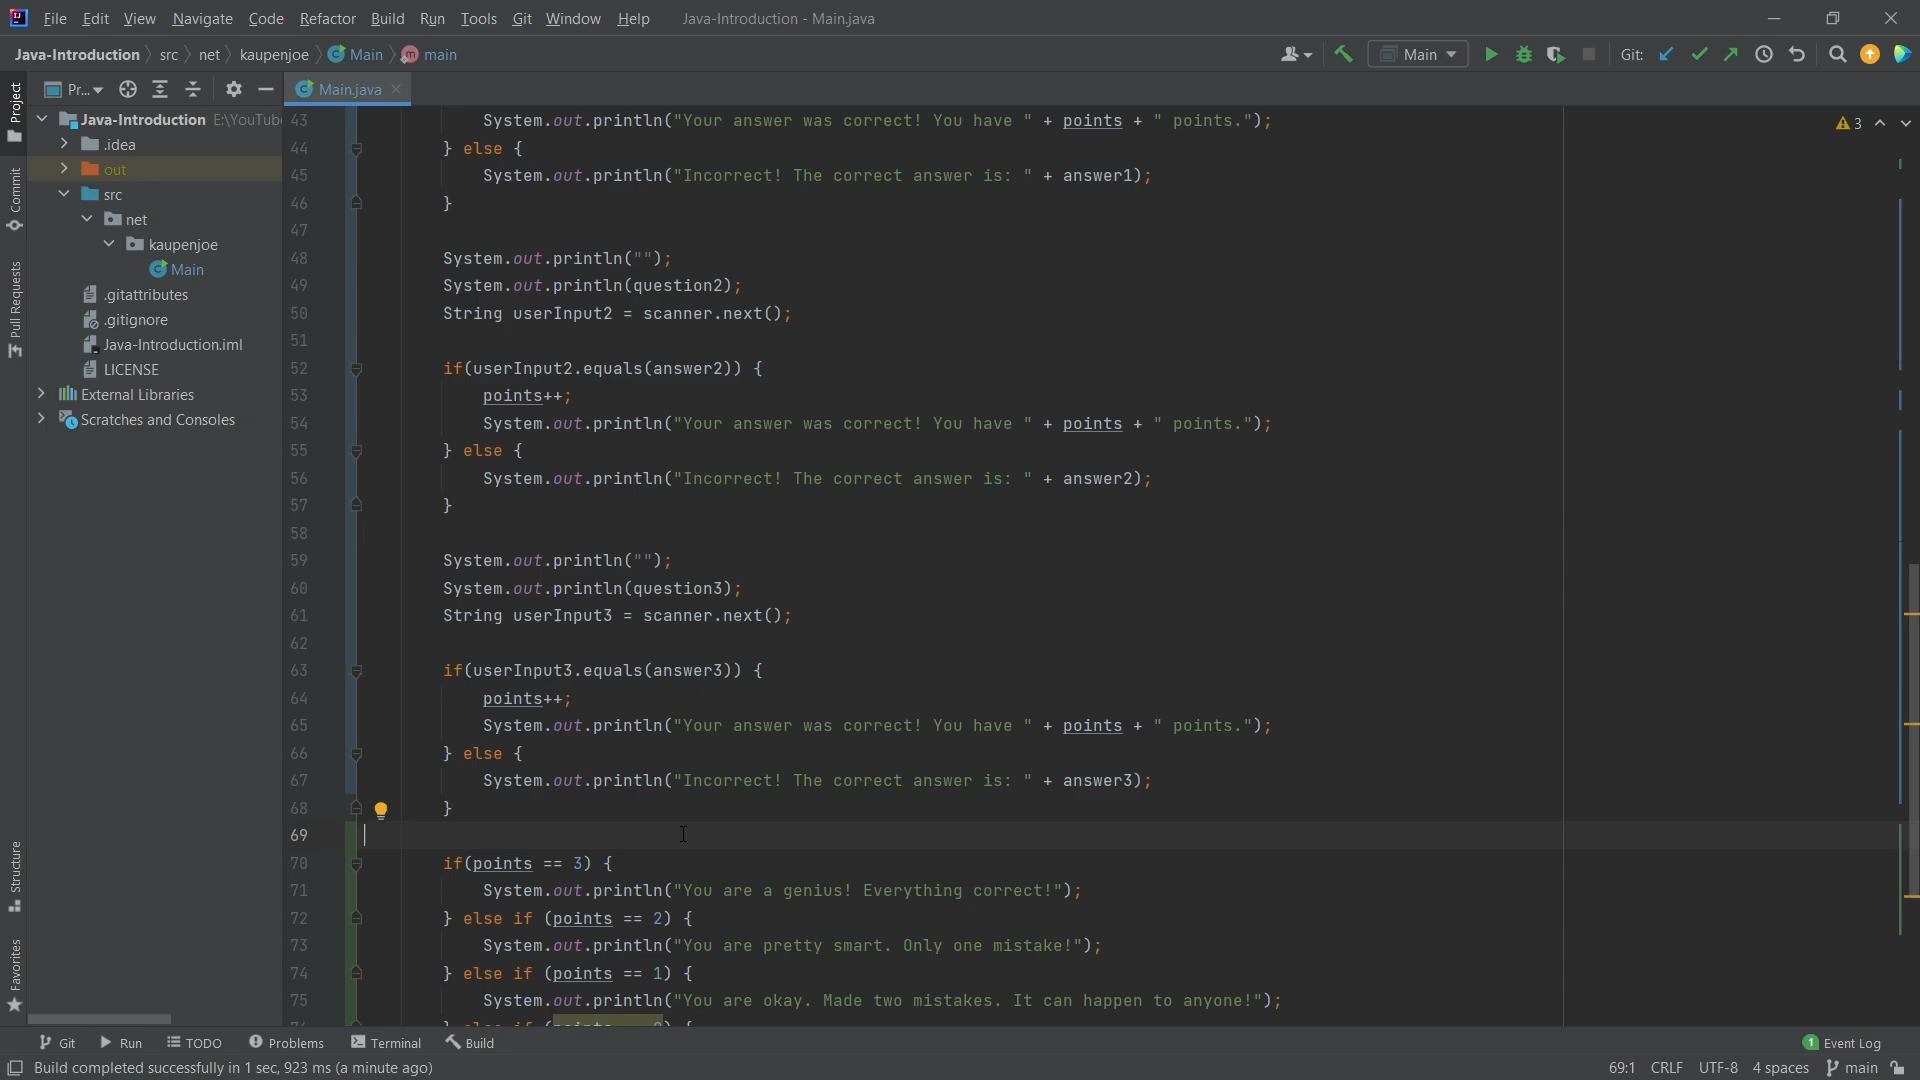 File Edit View Navigate Code Refactor Build Run Tools Git Window Help Java-Introduction - Main.java
Java-Introduction src net kaupenjoe Main main Main Git:
Project
Commit
Pull Requests
Structure
Favorites
Pr... Main.java
Java-Introduction E:\YouTub
.idea
out
src
net
kaupenjoe
Main
.gitattributes
.gitignore
Java-Introduction.iml
LICENSE
External Libraries
Scratches and Consoles
3
43 System.out.println("Your answer was correct! You have " + points + " points.");
44 } else {
45 System.out.println("Incorrect! The correct answer is: " + answer1);
46 }
47
48 System.out.println("");
49 System.out.println(question2);
50 String userInput2 = scanner.next();
51
52 if(userInput2.equals(answer2)) {
53 points++;
54 System.out.println("Your answer was correct! You have " + points + " points.");
55 } else {
56 System.out.println("Incorrect! The correct answer is: " + answer2);
57 }
58
59 System.out.println("");
60 System.out.println(question3);
61 String userInput3 = scanner.next();
62
63 if(userInput3.equals(answer3)) {
64 points++;
65 System.out.println("Your answer was correct! You have " + points + " points.");
66 } else {
67 System.out.println("Incorrect! The correct answer is: " + answer3);
68 }
69
70 if(points == 3) {
71 System.out.println("You are a genius! Everything correct!");
72 } else if (points == 2) {
73 System.out.println("You are pretty smart. Only one mistake!");
74 } else if (points == 1) {
75 System.out.println("You are okay. Made two mistakes. It can happen to anyone!");
Git Run TODO Problems Terminal Build 1 Event Log
Build completed successfully in 1 sec, 923 ms (a minute ago) 69:1 CRLF UTF-8 4 spaces main